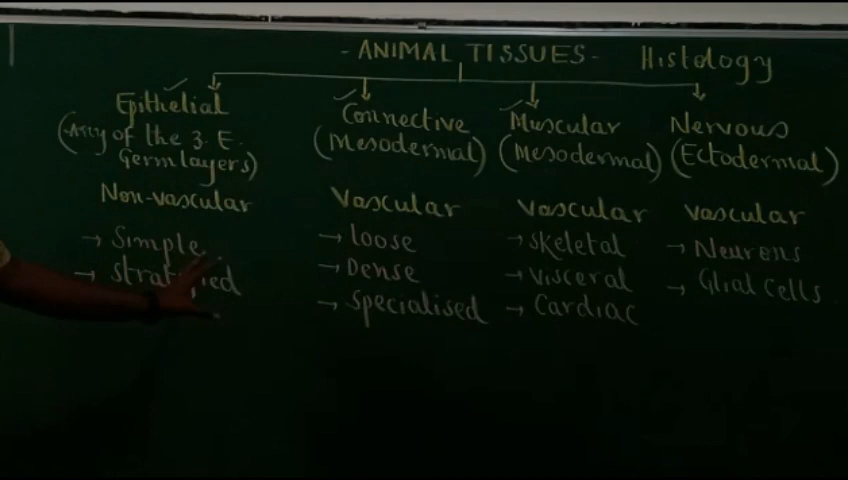 - ANIMAL TISSUES - Histology
Epithelial
(Any of the 3 E.
Germ layers)
Non-vascular
→ Simple
→ Stratified
Connective
(Mesodermal)
Vascular
→ loose
→ Dense
→ Specialised
Muscular
(Mesodermal)
Vascular
→ Skeletal
→ Visceral
→ Cardiac
Nervous
(Ectodermal)
Vascular
→ Neurons
→ Glial Cells